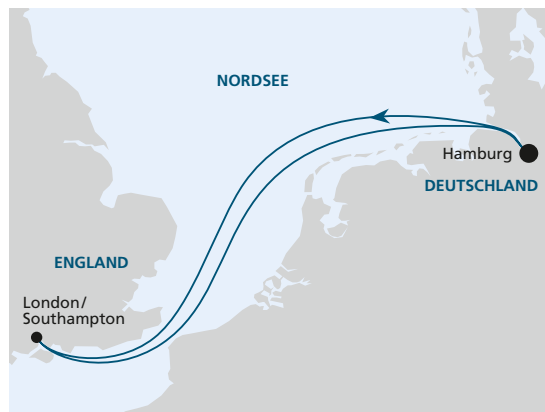 NORDSEE
Hamburg
DEUTSCHLAND
ENGLAND
London/
Southampton